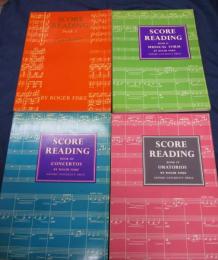 SCORE
READING
BY ROGER FISKE
SCORE
READING
BOOK II
MUSICAL FORM
BY ROGER FISKE
OXFORD UNIVERSITY PRESS
SCORE
READING
BOOK III
CONCERTOS
BY ROGER FISKE
OXFORD UNIVERSITY PRESS
SCORE
READING
BOOK IV
ORATORIOS
BY ROGER FISKE
OXFORD UNIVERSITY PRESS